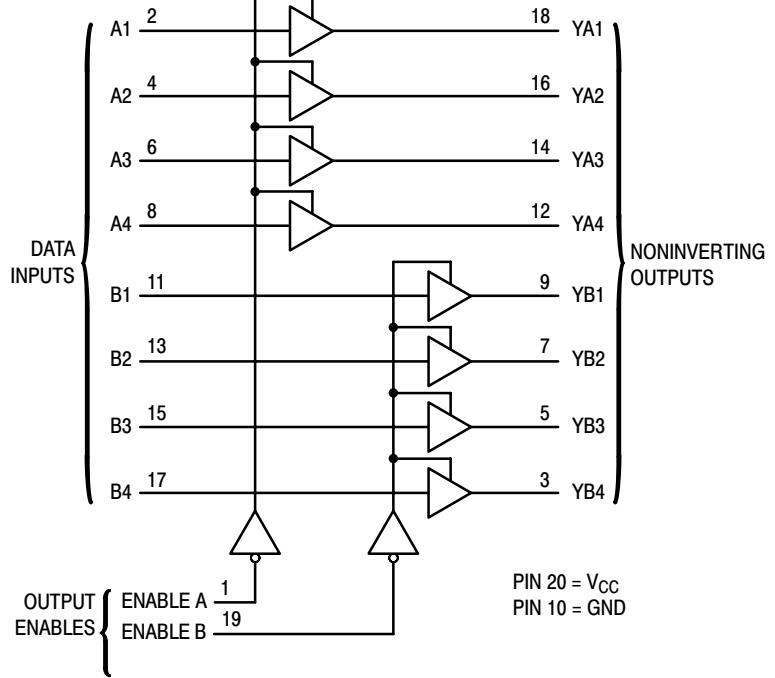 A1 2 18 YA1
A2 4 16 YA2
A3 6 14 YA3
A4 8 12 YA4
DATA
INPUTS
NONINVERTING
OUTPUTS
B1 11 9 YB1
B2 13 7 YB2
B3 15 5 YB3
B4 17 3 YB4
OUTPUT
ENABLES
ENABLE A 1
ENABLE B 19
PIN 20 = VCC
PIN 10 = GND